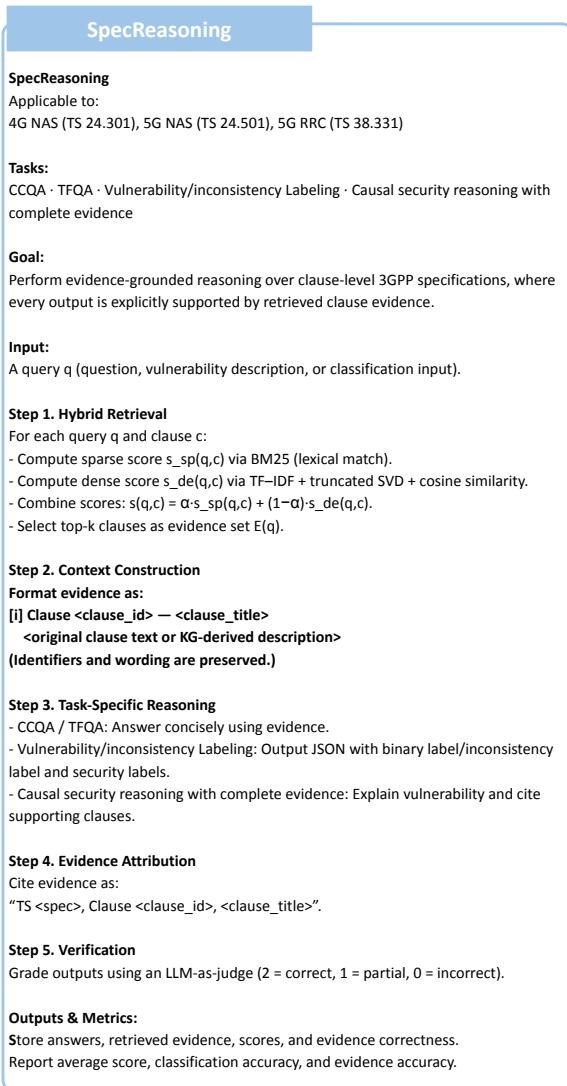 SpecReasoning
SpecReasoning
Applicable to:
4G NAS (TS 24.301), 5G NAS (TS 24.501), 5G RRC (TS 38.331)
Tasks:
CCQA · TFQA · Vulnerability/inconsistency Labeling · Causal security reasoning with
complete evidence
Goal:
Perform evidence-grounded reasoning over clause-level 3GPP specifications, where
every output is explicitly supported by retrieved clause evidence.
Input:
A query q (question, vulnerability description, or classification input).
Step 1. Hybrid Retrieval
For each query q and clause c:
- Compute sparse score s_sp(q,c) via BM25 (lexical match).
- Compute dense score s_de(q,c) via TF–IDF + truncated SVD + cosine similarity.
- Combine scores: s(q,c) = α·s_sp(q,c) + (1−α)·s_de(q,c).
- Select top-k clauses as evidence set E(q).
Step 2. Context Construction
Format evidence as:
[i] Clause <clause_id> — <clause_title>
<original clause text or KG-derived description>
(Identifiers and wording are preserved.)
Step 3. Task-Specific Reasoning
- CCQA / TFQA: Answer concisely using evidence.
- Vulnerability/inconsistency Labeling: Output JSON with binary label/inconsistency
label and security labels.
- Causal security reasoning with complete evidence: Explain vulnerability and cite
supporting clauses.
Step 4. Evidence Attribution
Cite evidence as:
“TS <spec>, Clause <clause_id>, <clause_title>”.
Step 5. Verification
Grade outputs using an LLM-as-judge (2 = correct, 1 = partial, 0 = incorrect).
Outputs & Metrics:
Store answers, retrieved evidence, scores, and evidence correctness.
Report average score, classification accuracy, and evidence accuracy.